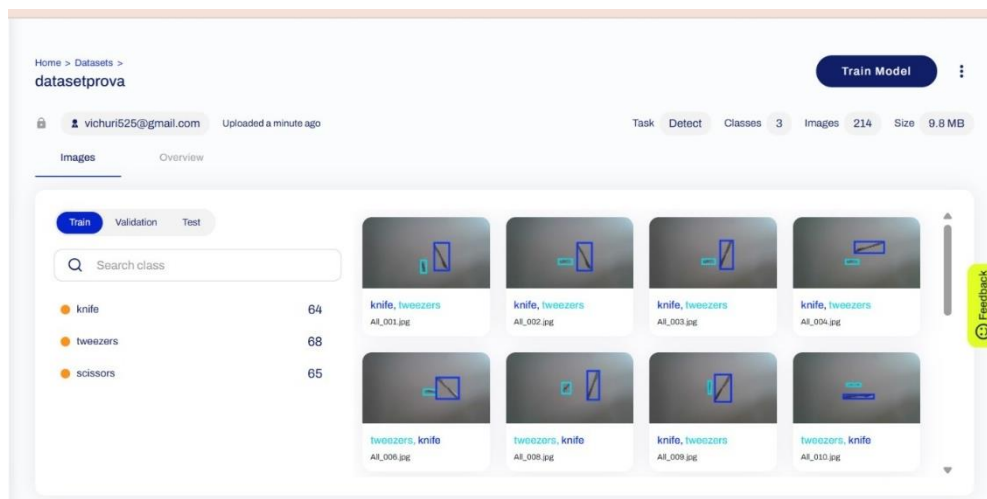 Home > Datasets >
datasetprova
Train Model
vichuri525@gmail.com Uploaded a minute ago
Task Detect Classes 3 Images 214 Size 9.8 MB
Images Overview
Train Validation Test
Search class
knife 64
tweezers 68
scissors 65
knife, tweezers
All_001.jpg
knife, tweezers
All_002.jpg
knife, tweezers
All_003.jpg
knife, tweezers
All_004.jpg
tweezers, knife
All_006.jpg
tweezers, knife
All_008.jpg
knife, tweezers
All_009.jpg
tweezers, knife
All_010.jpg
Feedback